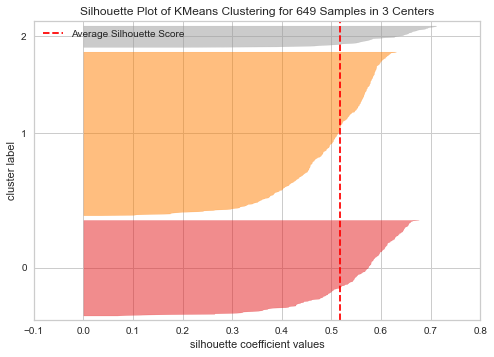 Silhouette Plot of KMeans Clustering for 649 Samples in 3 Centers
Average Silhouette Score
cluster label
2
1
0
−0.1 0.0 0.1 0.2 0.3 0.4 0.5 0.6 0.7 0.8
silhouette coefficient values